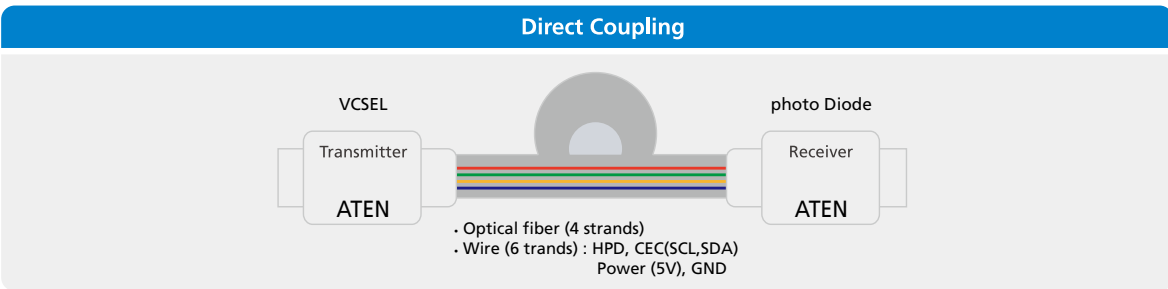 Direct Coupling
VCSEL
photo Diode
Transmitter
Receiver
ATEN
ATEN
· Optical fiber (4 strands)
· Wire (6 trands) : HPD, CEC(SCL,SDA)
Power (5V), GND